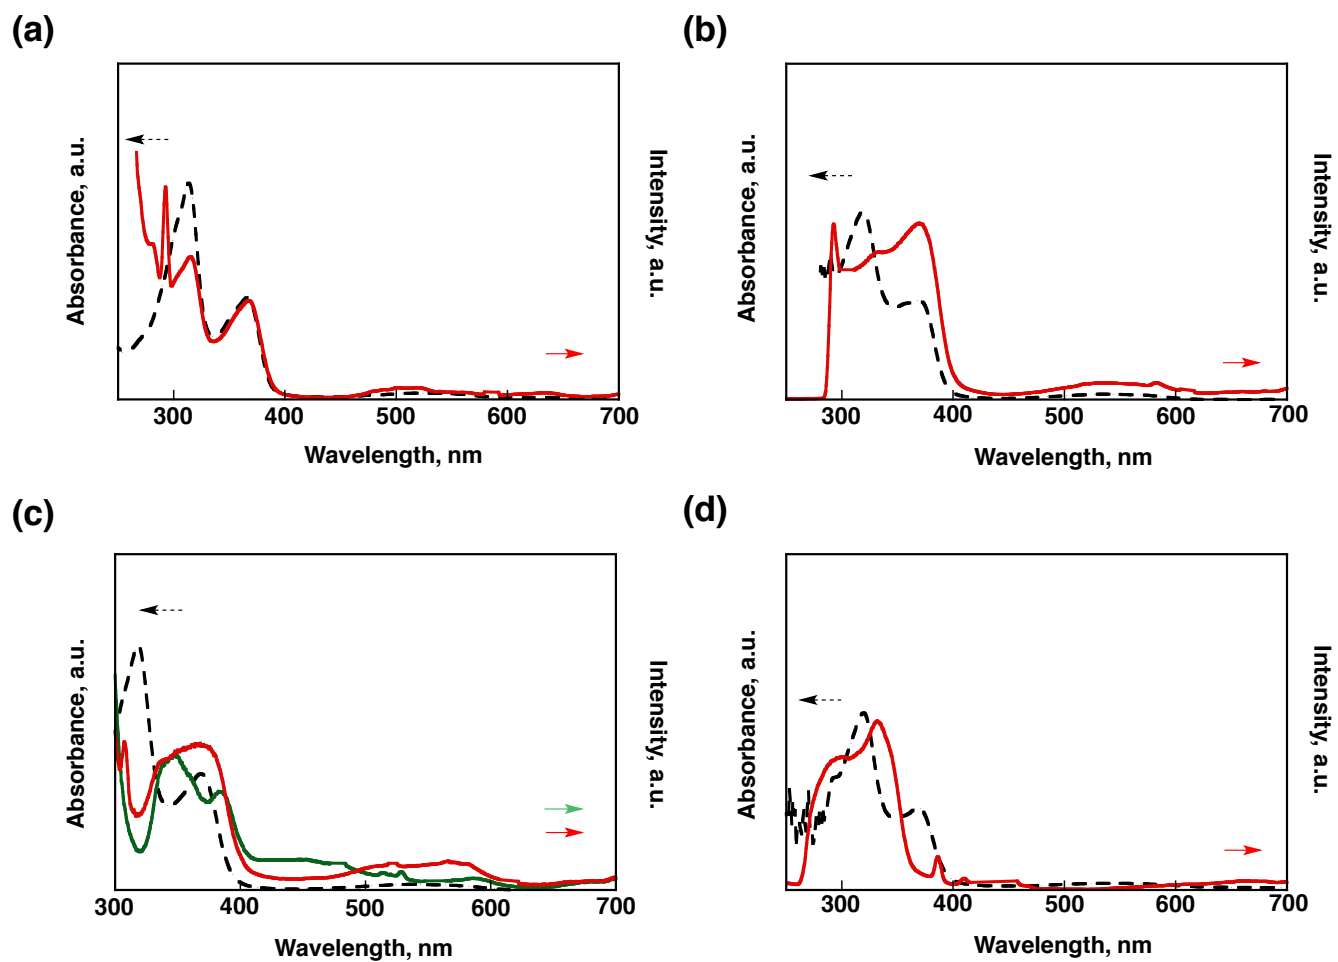 (a)
Absorbance, a.u.
Intensity, a.u.
300 400 500 600 700
Wavelength, nm
(b)
Absorbance, a.u.
Intensity, a.u.
300 400 500 600 700
Wavelength, nm
(c)
Absorbance, a.u.
Intensity, a.u.
300 400 500 600 700
Wavelength, nm
(d)
Absorbance, a.u.
Intensity, a.u.
300 400 500 600 700
Wavelength, nm